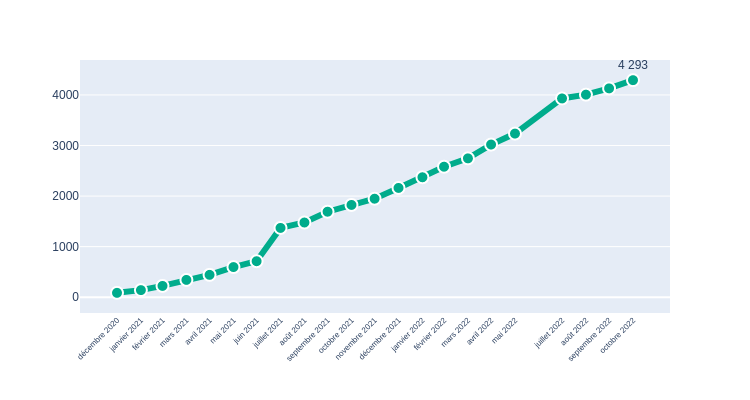 4 293
4000
3000
2000
1000
0
décembre 2020
janvier 2021
février 2021
mars 2021
avril 2021
mai 2021
juin 2021
juillet 2021
août 2021
septembre 2021
octobre 2021
novembre 2021
décembre 2021
janvier 2022
février 2022
mars 2022
avril 2022
mai 2022
juillet 2022
août 2022
septembre 2022
octobre 2022